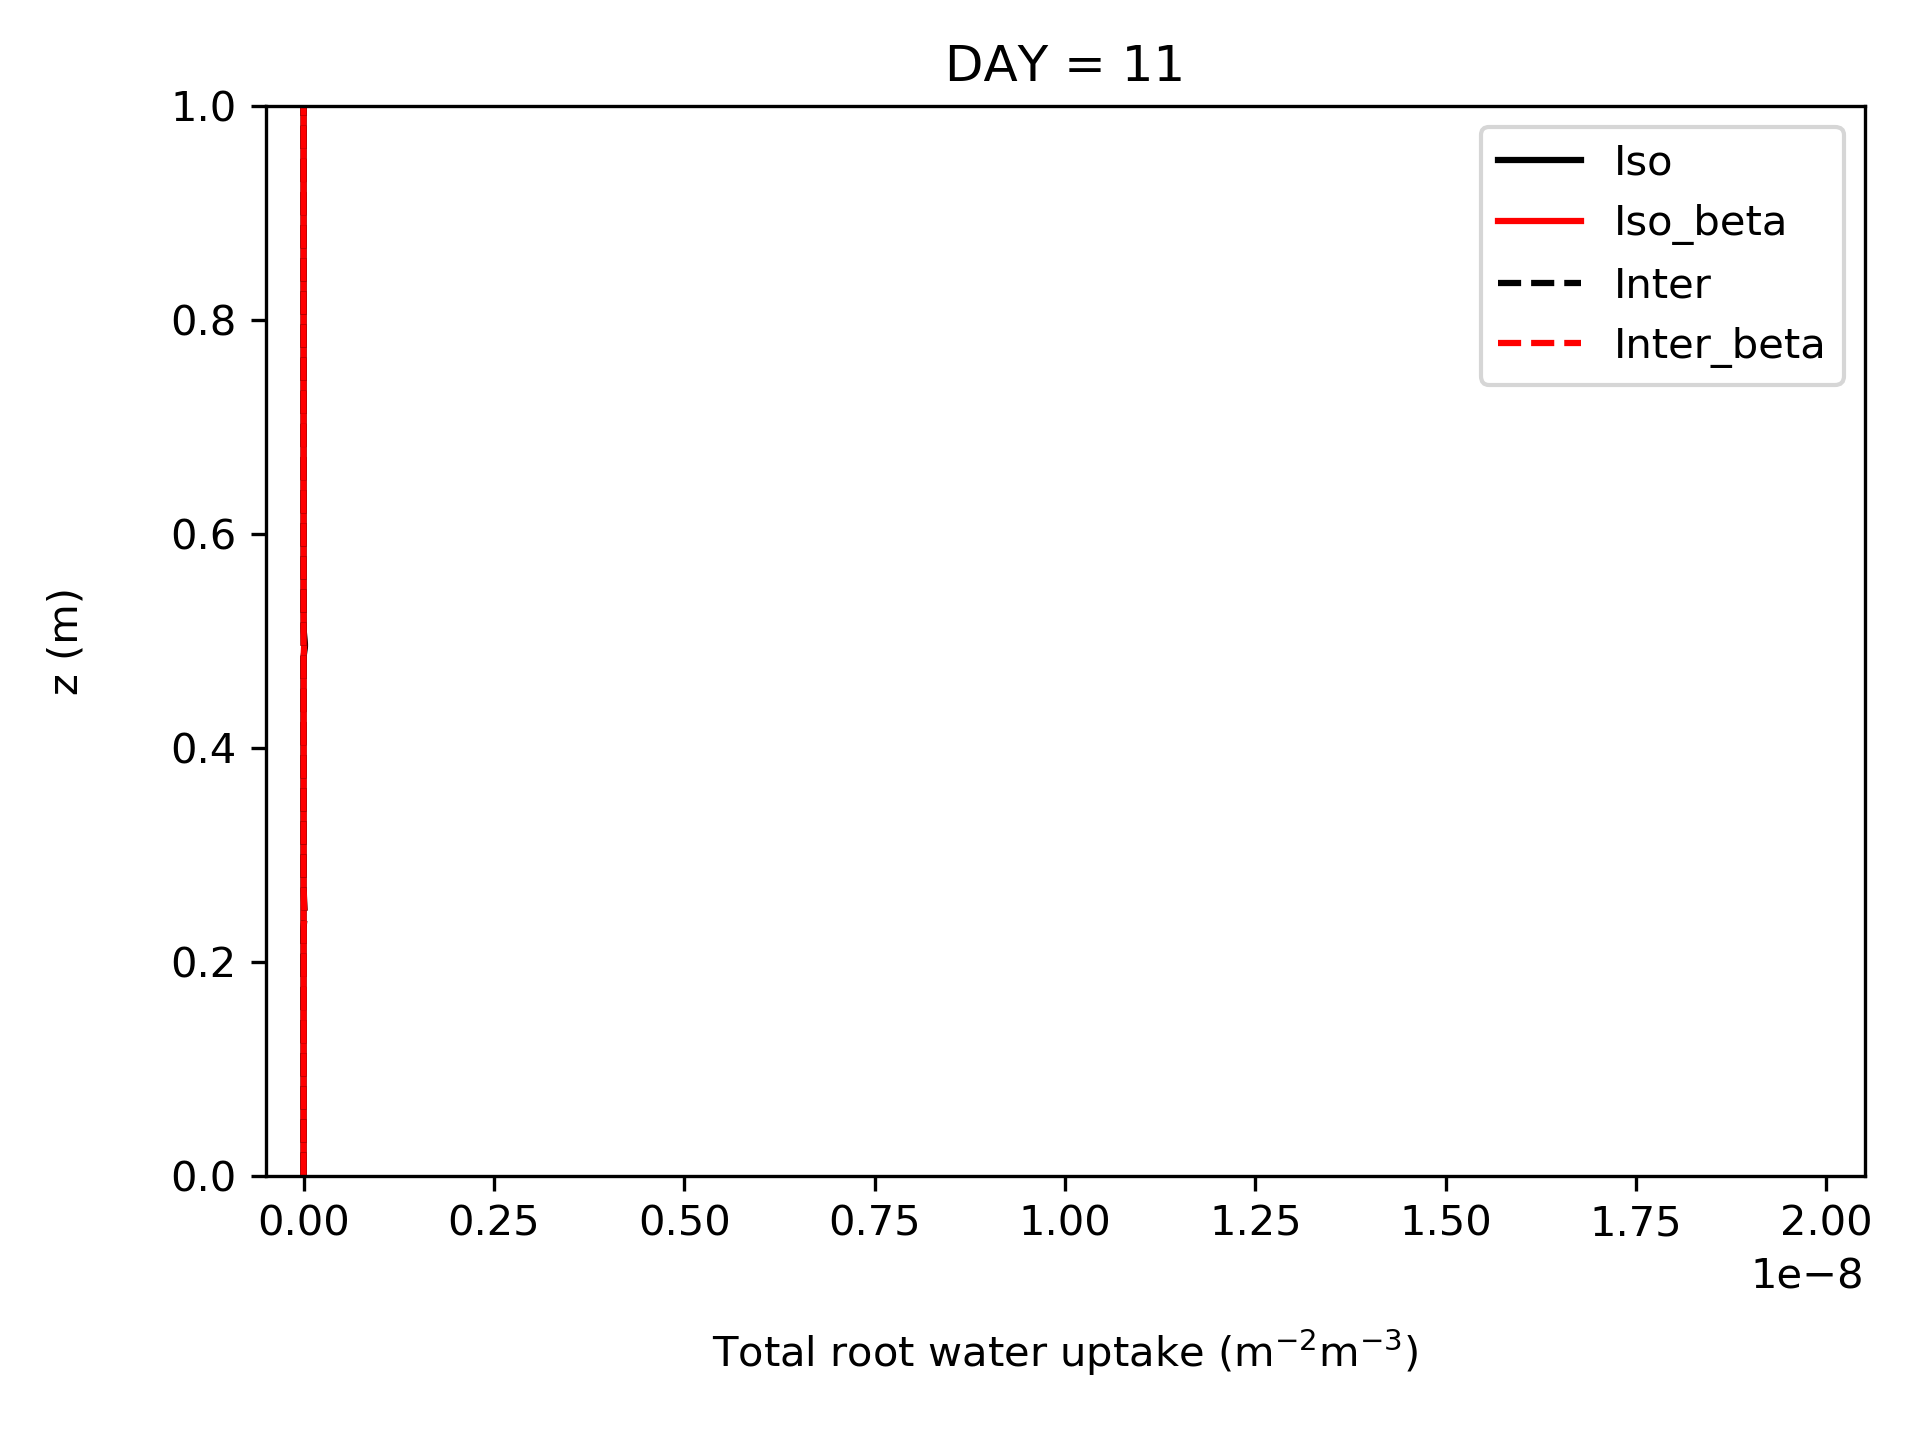 DAY = 11
1.0
0.8
0.6
0.4
0.2
0.0
z (m)
Iso
Iso_beta
Inter
Inter_beta
0.00 0.25 0.50 0.75 1.00 1.25 1.50 1.75 2.00
1e−8
Total root water uptake (m⁻²m⁻³)